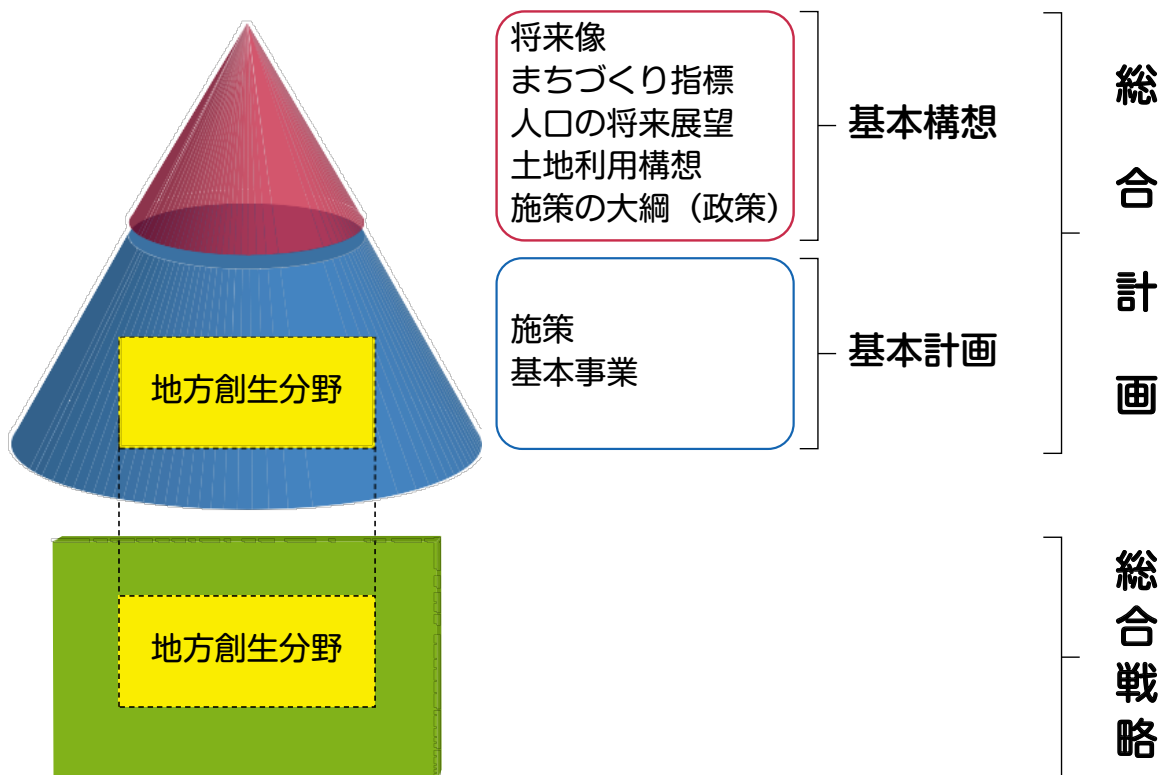 将来像
まちづくり指標
人口の将来展望
土地利用構想
施策の大綱（政策）
基本構想
施策
基本事業
基本計画
総合計画
地方創生分野
地方創生分野
総合戦略